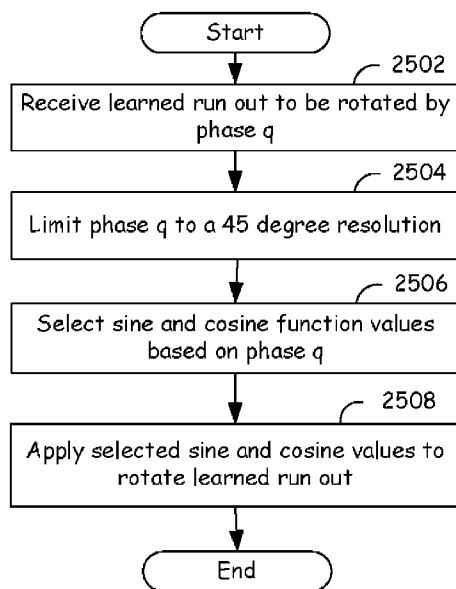 Start
2502
Receive learned run out to be rotated by
phase q
2504
Limit phase q to a 45 degree resolution
2506
Select sine and cosine function values
based on phase q
2508
Apply selected sine and cosine values to
rotate learned run out
End